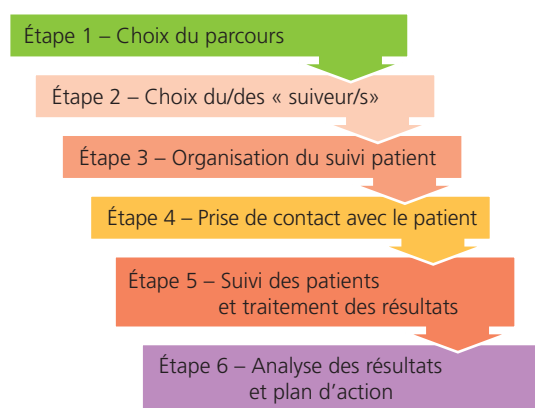 Étape 1 – Choix du parcours
Étape 2 – Choix du/des « suiveur/s»
Étape 3 – Organisation du suivi patient
Étape 4 – Prise de contact avec le patient
Étape 5 – Suivi des patients
et traitement des résultats
Étape 6 – Analyse des résultats
et plan d’action